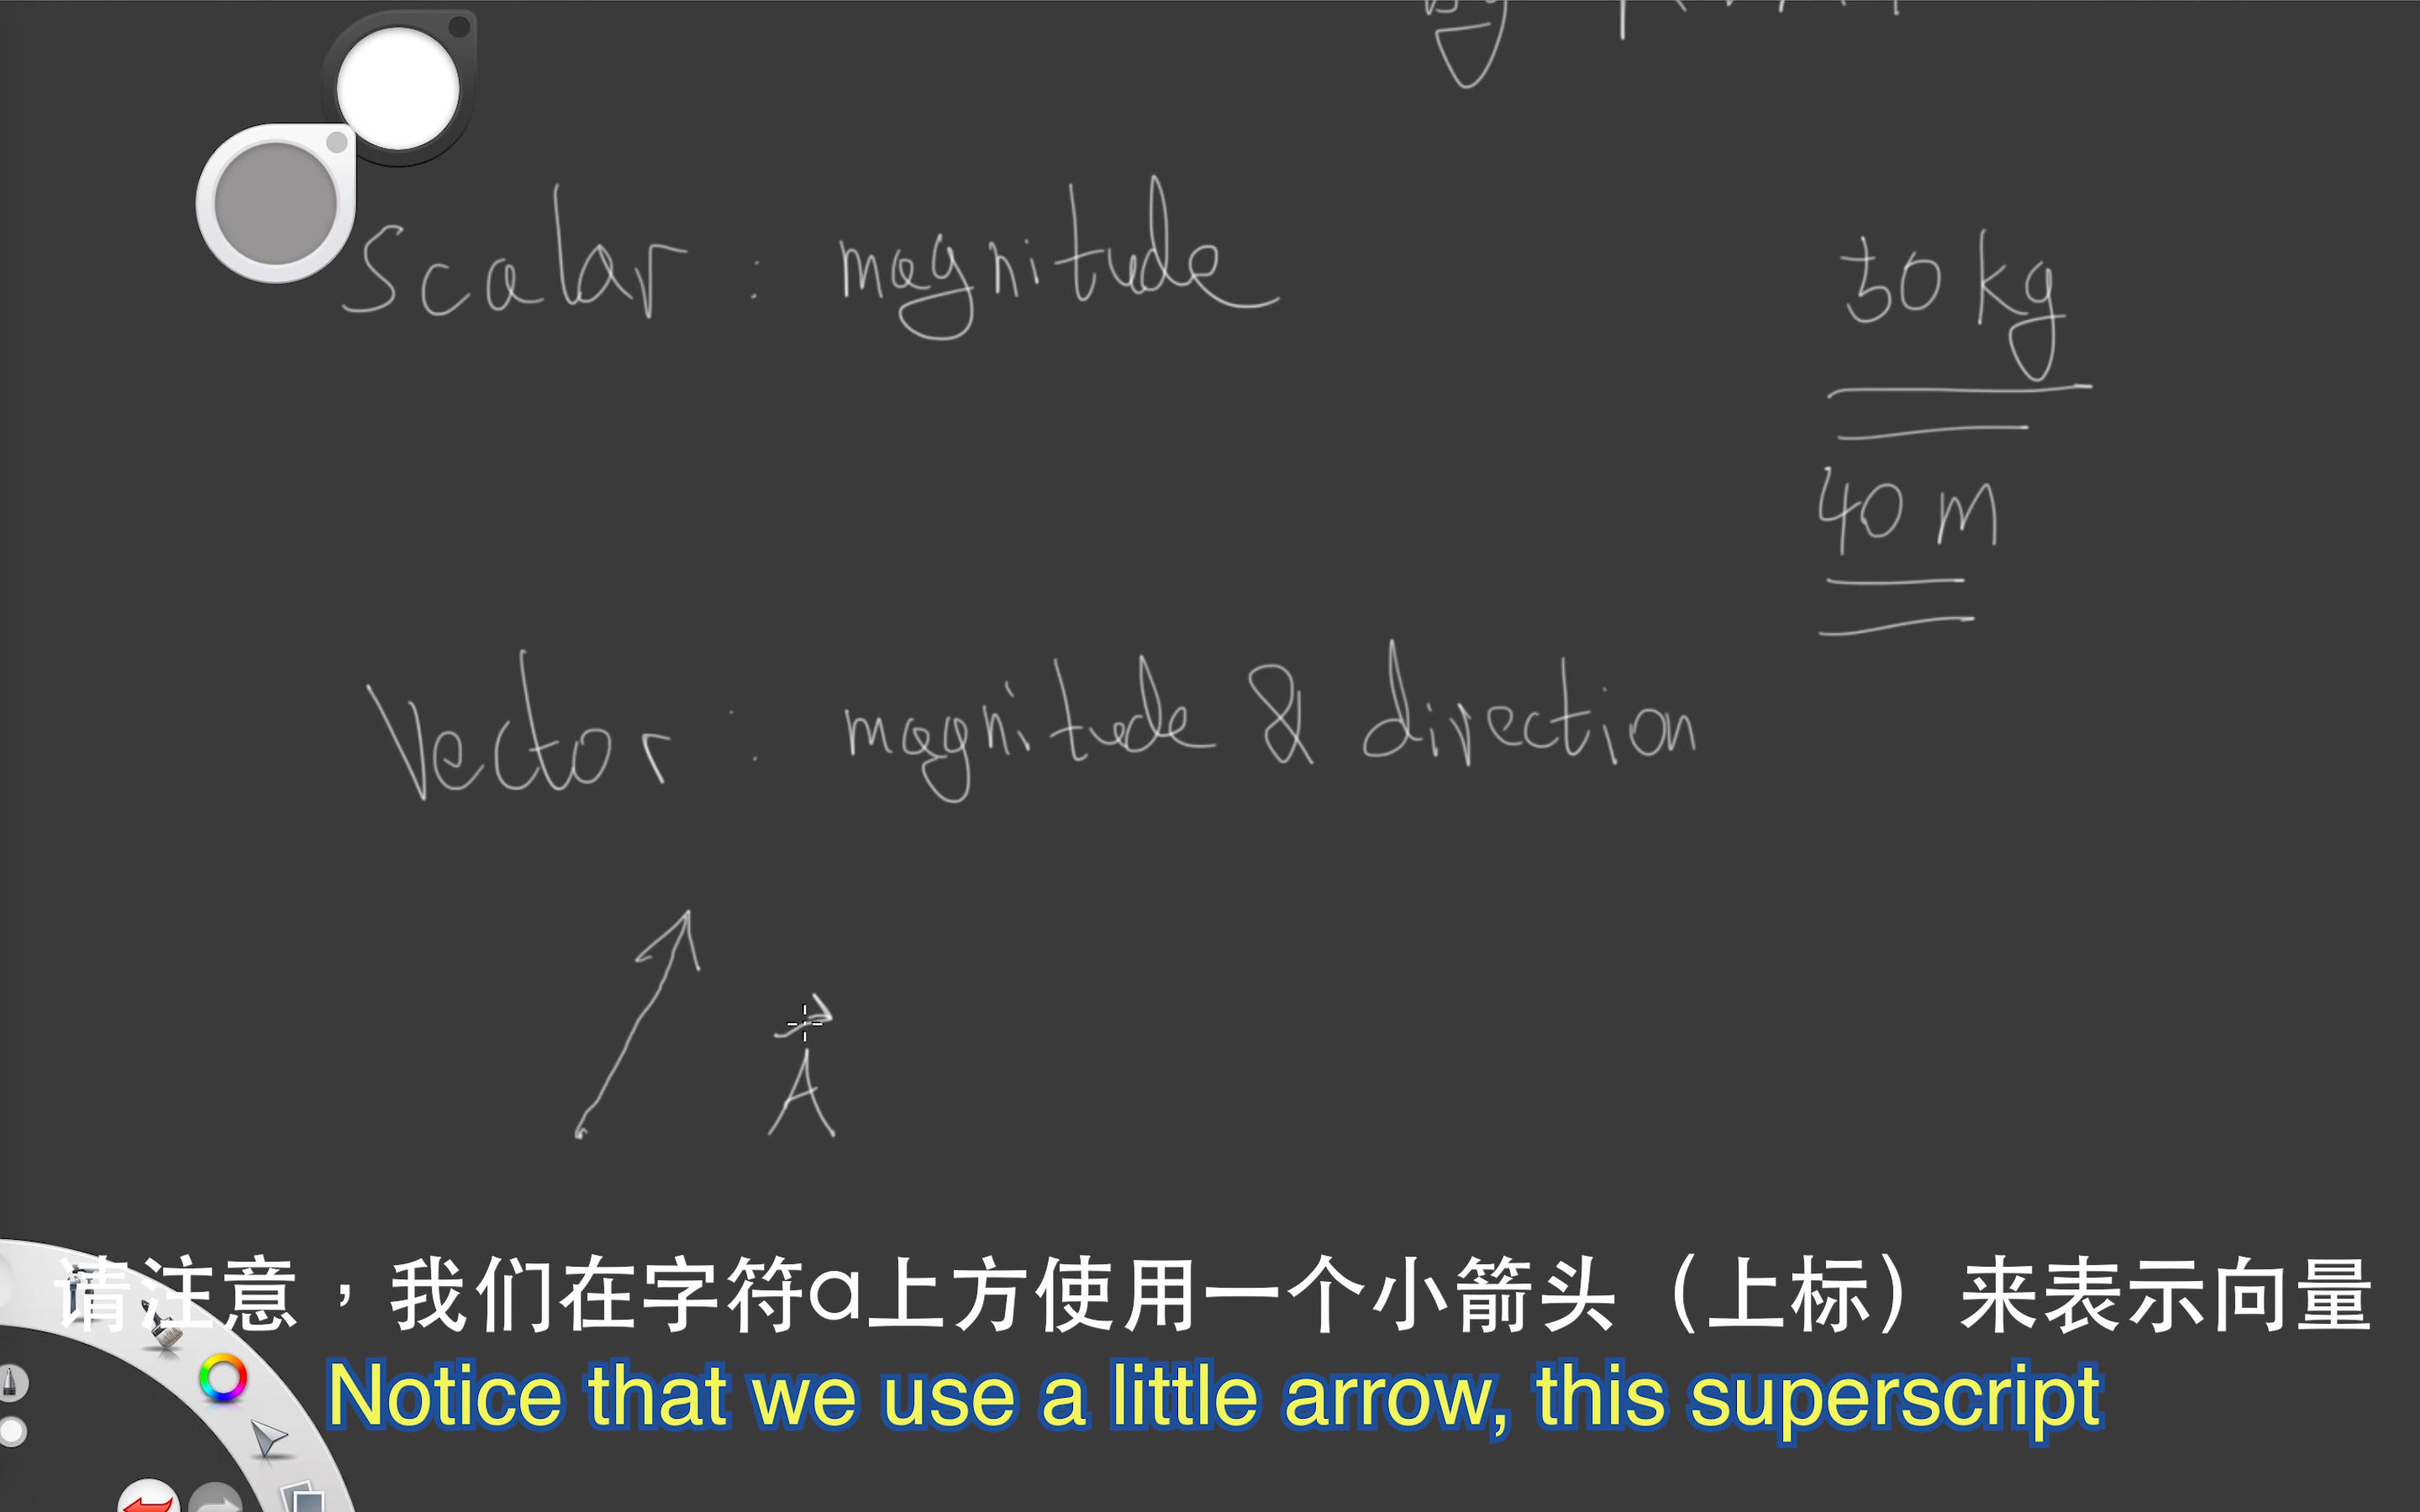 Scalar : magnitude
50 kg
40 m
Vector : magnitude & direction
A
请注意，我们在字符a上方使用一个小箭头（上标）来表示向量
Notice that we use a little arrow, this superscript